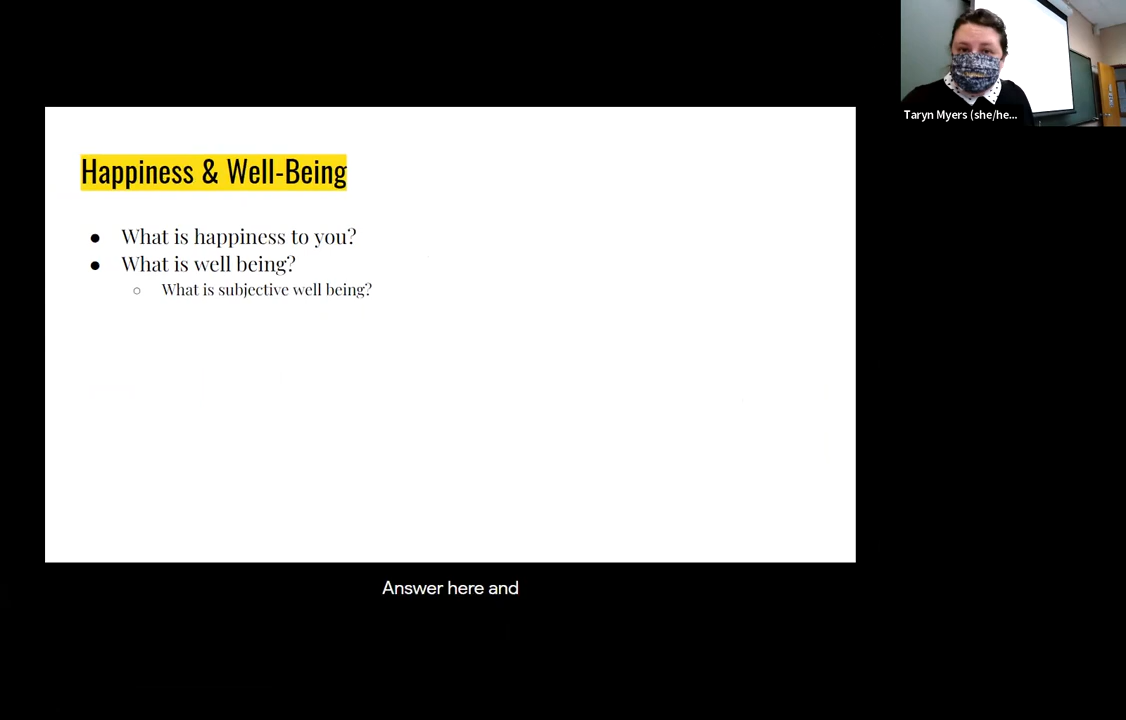 Taryn Myers (she/he...
Happiness & Well-Being
● What is happiness to you?
● What is well being?
○ What is subjective well being?
Answer here and